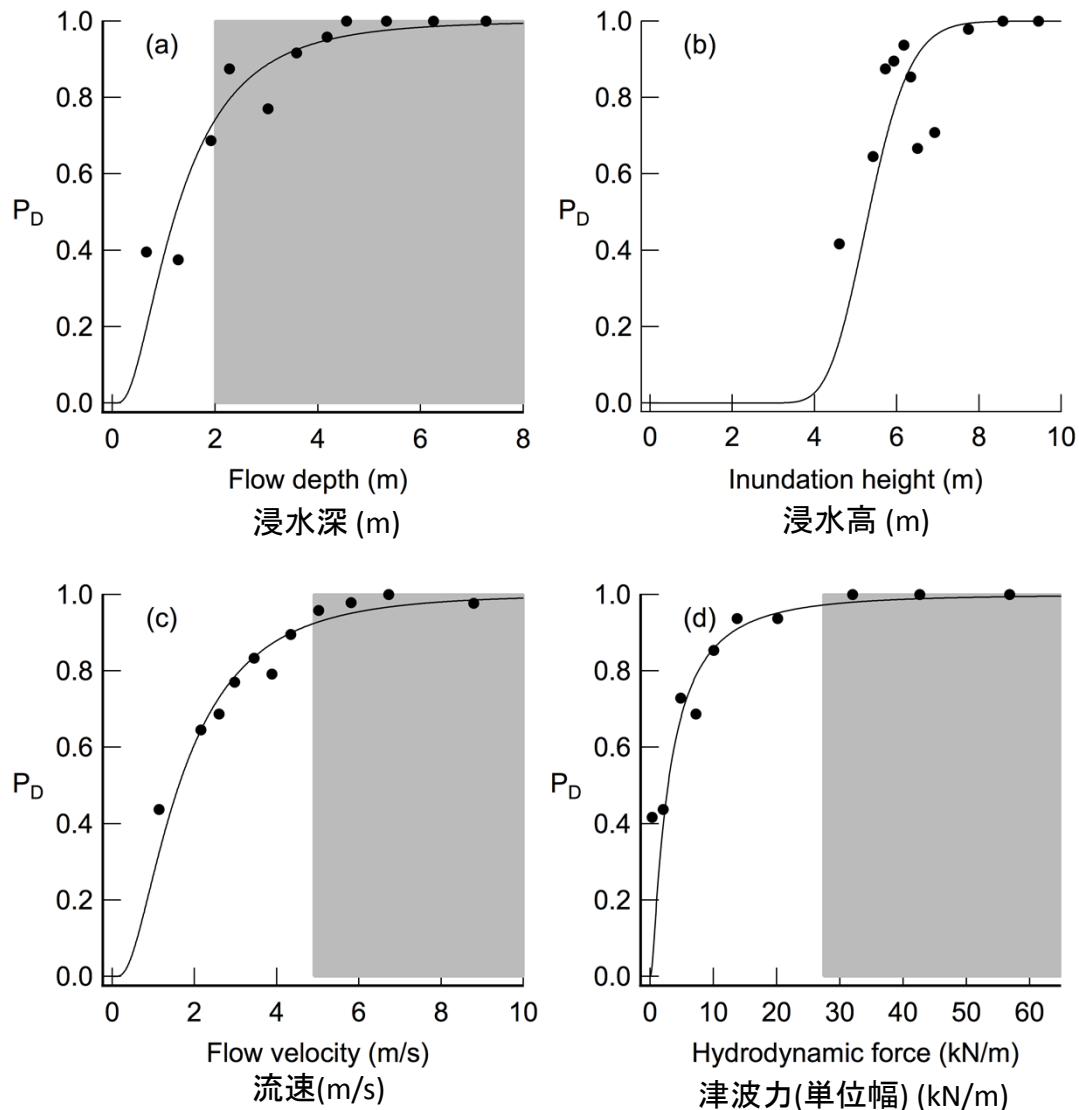 (a)
1.0
0.8
0.6
0.4
0.2
0.0
P_D
0 2 4 6 8
Flow depth (m)
浸水深 (m)
(b)
1.0
0.8
0.6
0.4
0.2
0.0
P_D
0 2 4 6 8 10
Inundation height (m)
浸水高 (m)
(c)
1.0
0.8
0.6
0.4
0.2
0.0
P_D
0 2 4 6 8 10
Flow velocity (m/s)
流速(m/s)
(d)
1.0
0.8
0.6
0.4
0.2
0.0
P_D
0 10 20 30 40 50 60
Hydrodynamic force (kN/m)
津波力(単位幅) (kN/m)